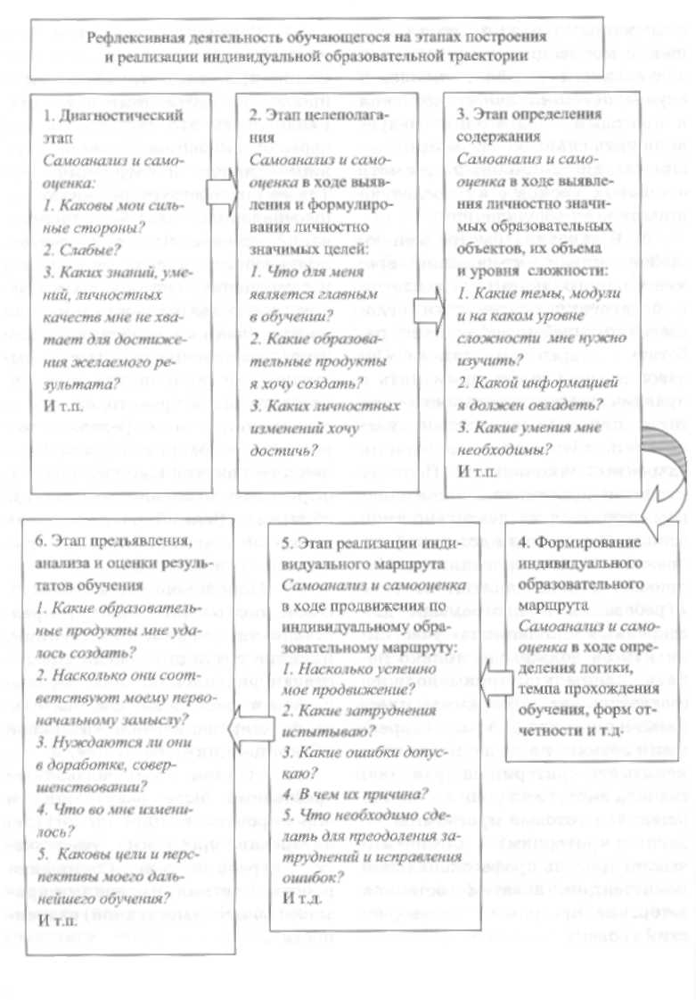 Рефлексивная деятельность обучающегося на этапах построения
и реализации индивидуальной образовательной траектории
1. Диагностический
этап
Самоанализ и само-
оценка:
1. Каковы мои силь-
ные стороны?
2. Слабые?
3. Каких знаний, уме-
ний, личностных
качеств мне не хва-
тает для достиже-
ния желаемого ре-
зультата?
И т.п.
2. Этап целеполага-
ния
Самоанализ и само-
оценка в ходе выяв-
ления и формулиро-
вания личностно
значимых целей:
1. Что для меня
является главным
в обучении?
2. Какие образова-
тельные продукты
я хочу создать?
3. Каких личностных
изменений хочу
достичь?
3. Этап определения
содержания
Самоанализ и само-
оценка в ходе выявле-
ния личностно значи-
мых образовательных
объектов, их объема
и уровня сложности:
1. Какие темы, модули
и на каком уровне
сложности мне нужно
изучить?
2. Какой информацией
я должен овладеть?
3. Какие умения мне
необходимы?
И т.п.
4. Формирование
индивидуального
образовательного
маршрута
Самоанализ и само-
оценка в ходе опре-
деления логики,
темпа прохождения
обучения, форм от-
четности и т.д.
5. Этап реализации инди-
видуального маршрута
Самоанализ и самооценка
в ходе продвижения по
индивидуальному обра-
зовательному маршруту:
1. Насколько успешно
мое продвижение?
2. Какие затруднения
испытываю?
3. Какие ошибки допус-
каю?
4. В чем их причина?
5. Что необходимо сде-
лать для преодоления за-
труднений и исправления
ошибок?
И т.д.
6. Этап предъявления,
анализа и оценки резуль-
татов обучения
1. Какие образователь-
ные продукты мне уда-
лось создать?
2. Насколько они соот-
ветствуют моему перво-
начальному замыслу?
3. Нуждаются ли они
в доработке, совер-
шенствовании?
4. Что во мне измени-
лось?
5. Каковы цели и перс-
пективы моего даль-
нейшего обучения?
И т.п.